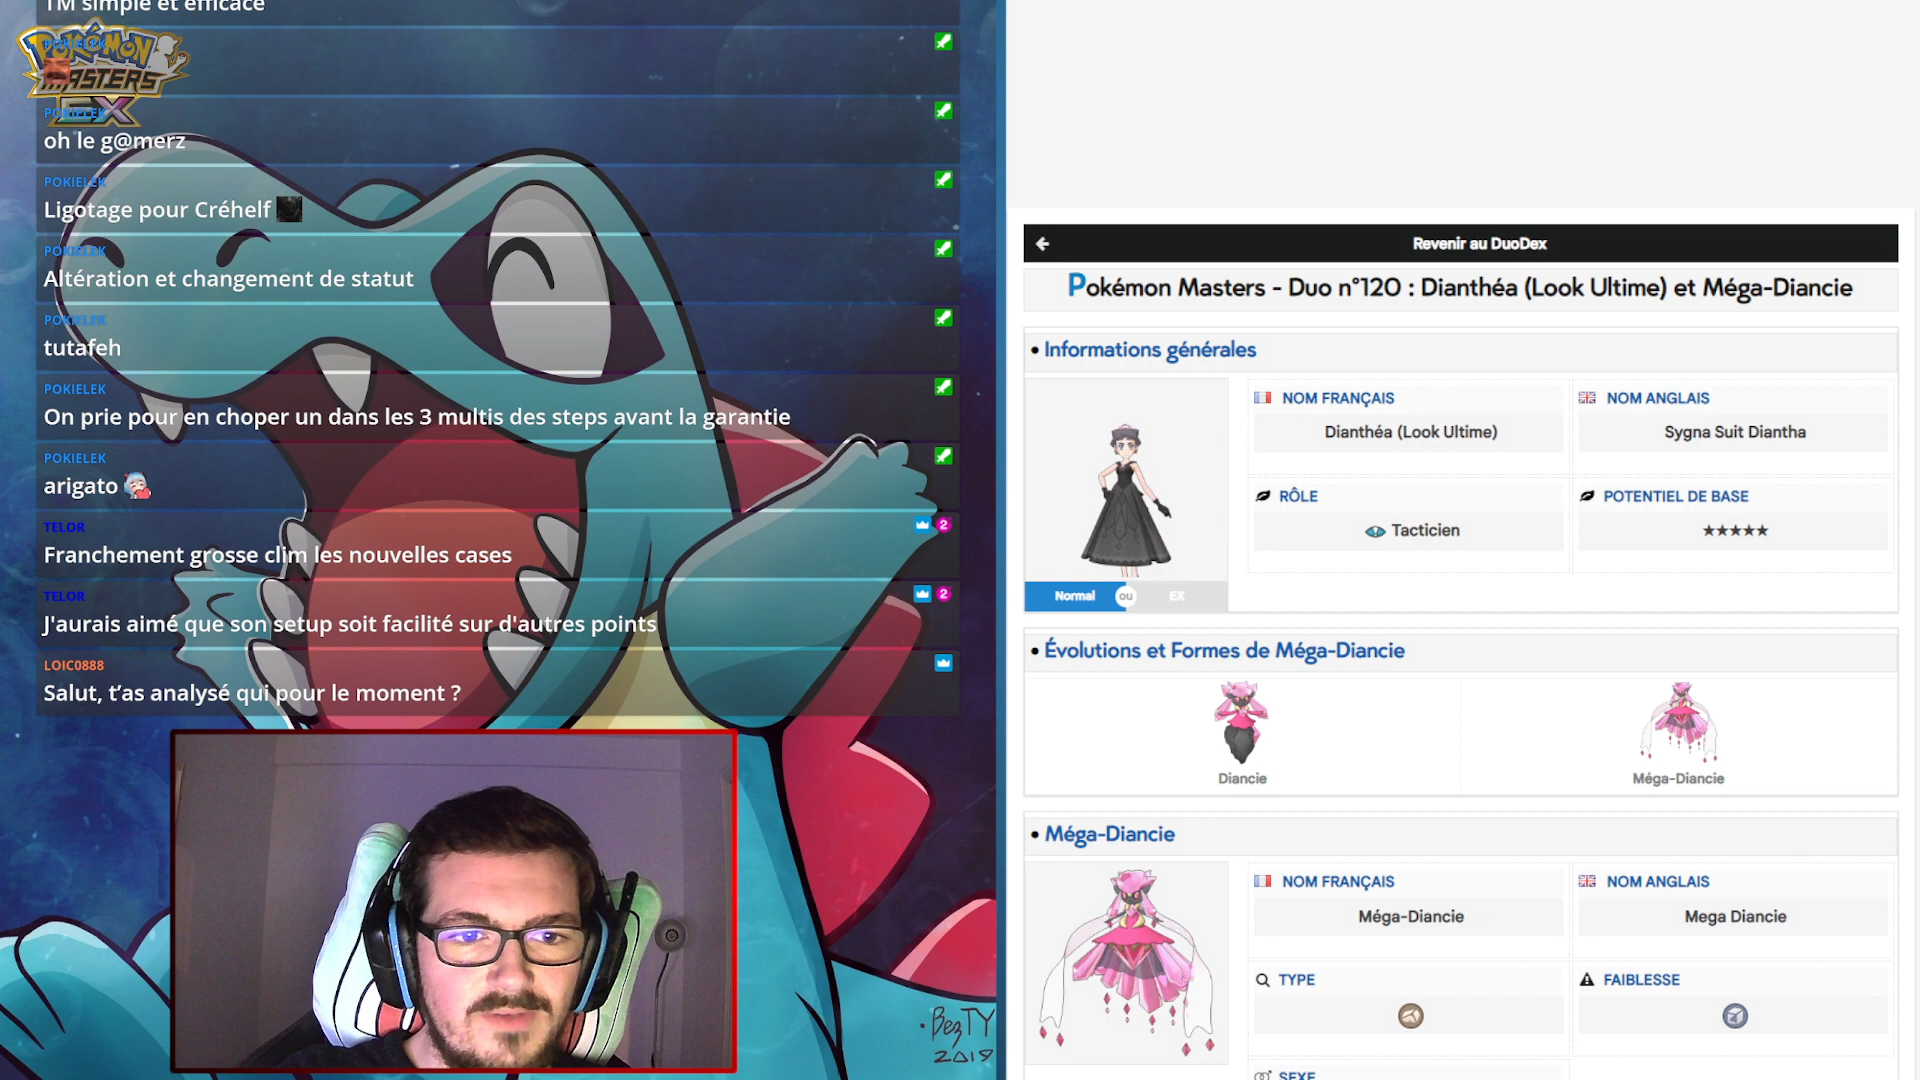 TM simple et efficace
POKÉMON
MASTERS
EX
POKIELEK
POKIELEK
oh le g@merz
POKIELEK
Ligotage pour Créhelf
POKIELEK
Altération et changement de statut
POKIELEK
tutafeh
POKIELEK
On prie pour en choper un dans les 3 multis des steps avant la garantie
POKIELEK
arigato
TELOR
2
Franchement grosse clim les nouvelles cases
TELOR
2
J'aurais aimé que son setup soit facilité sur d'autres points
LOIC0888
Salut, t’as analysé qui pour le moment ?
BezTY
2019
Revenir au DuoDex
Pokémon Masters - Duo n°120 : Dianthéa (Look Ultime) et Méga-Diancie
• Informations générales
NOM FRANÇAIS
NOM ANGLAIS
Dianthéa (Look Ultime)
Sygna Suit Diantha
RÔLE
POTENTIEL DE BASE
Tacticien
★★★★★
Normal ou EX
• Évolutions et Formes de Méga-Diancie
Diancie
Méga-Diancie
• Méga-Diancie
NOM FRANÇAIS
NOM ANGLAIS
Méga-Diancie
Mega Diancie
TYPE
FAIBLESSE
SEXE